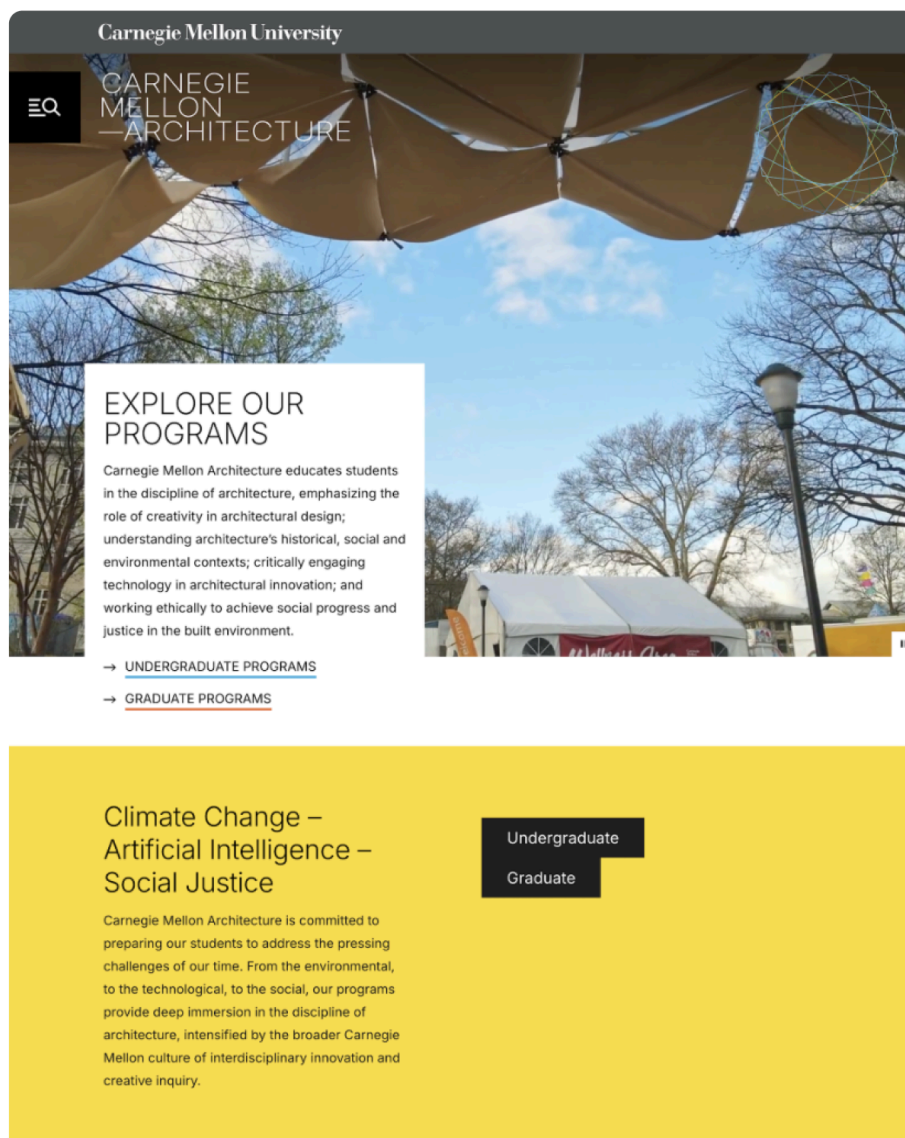 Carnegie Mellon University
CARNEGIE
MELLON
—ARCHITECTURE
EXPLORE OUR
PROGRAMS
Carnegie Mellon Architecture educates students
in the discipline of architecture, emphasizing the
role of creativity in architectural design;
understanding architecture’s historical, social and
environmental contexts; critically engaging
technology in architectural innovation; and
working ethically to achieve social progress and
justice in the built environment.
→ UNDERGRADUATE PROGRAMS
→ GRADUATE PROGRAMS
Wellness Area
Climate Change –
Artificial Intelligence –
Social Justice
Carnegie Mellon Architecture is committed to
preparing our students to address the pressing
challenges of our time. From the environmental,
to the technological, to the social, our programs
provide deep immersion in the discipline of
architecture, intensified by the broader Carnegie
Mellon culture of interdisciplinary innovation and
creative inquiry.
Undergraduate
Graduate